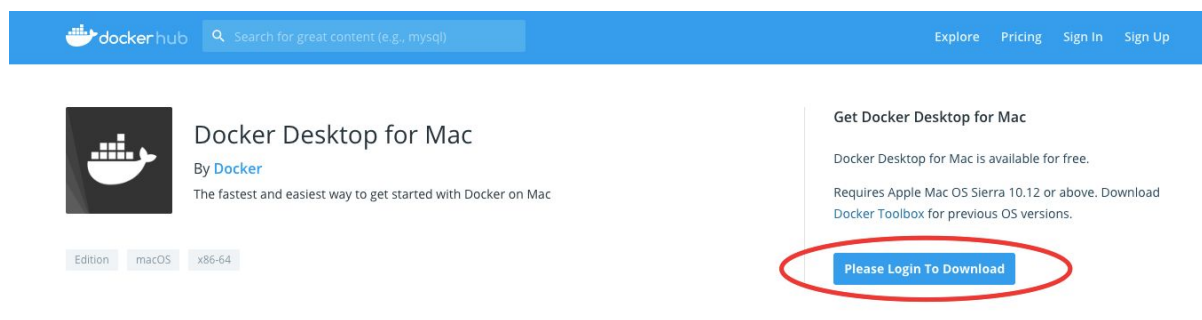 dockerhub
Search for great content (e.g., mysql)
Explore
Pricing
Sign In
Sign Up
Docker Desktop for Mac
By Docker
The fastest and easiest way to get started with Docker on Mac
Edition
macOS
x86-64
Get Docker Desktop for Mac
Docker Desktop for Mac is available for free.
Requires Apple Mac OS Sierra 10.12 or above. Download
Docker Toolbox for previous OS versions.
Please Login To Download